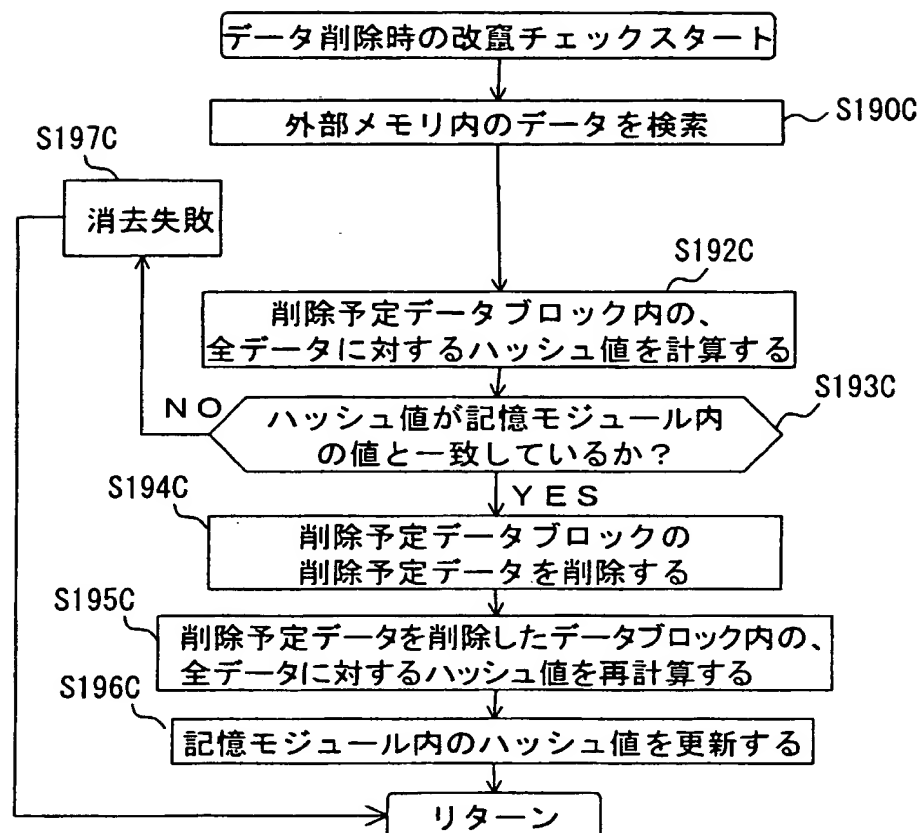 データ削除時の改竄チェックスタート
外部メモリ内のデータを検索
S190C
S197C
消去失敗
S192C
削除予定データブロック内の、
全データに対するハッシュ値を計算する
S193C
NO
ハッシュ値が記憶モジュール内
の値と一致しているか？
YES
S194C
削除予定データブロックの
削除予定データを削除する
S195C
削除予定データを削除したデータブロック内の、
全データに対するハッシュ値を再計算する
S196C
記憶モジュール内のハッシュ値を更新する
リターン